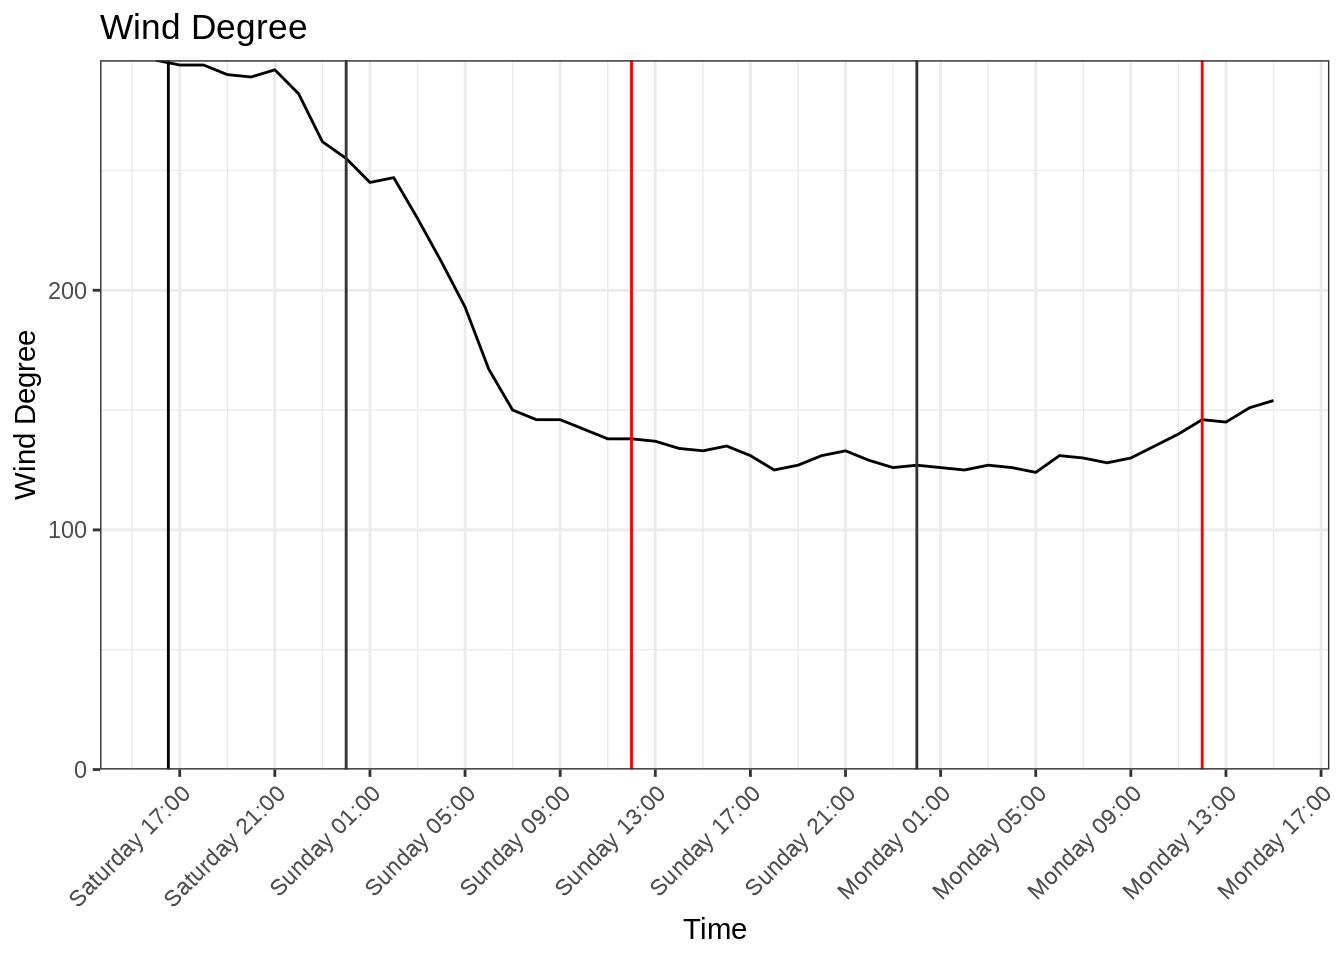 Wind Degree
Wind Degree
200
100
0
Saturday 17:00
Saturday 21:00
Sunday 01:00
Sunday 05:00
Sunday 09:00
Sunday 13:00
Sunday 17:00
Sunday 21:00
Monday 01:00
Monday 05:00
Monday 09:00
Monday 13:00
Monday 17:00
Time